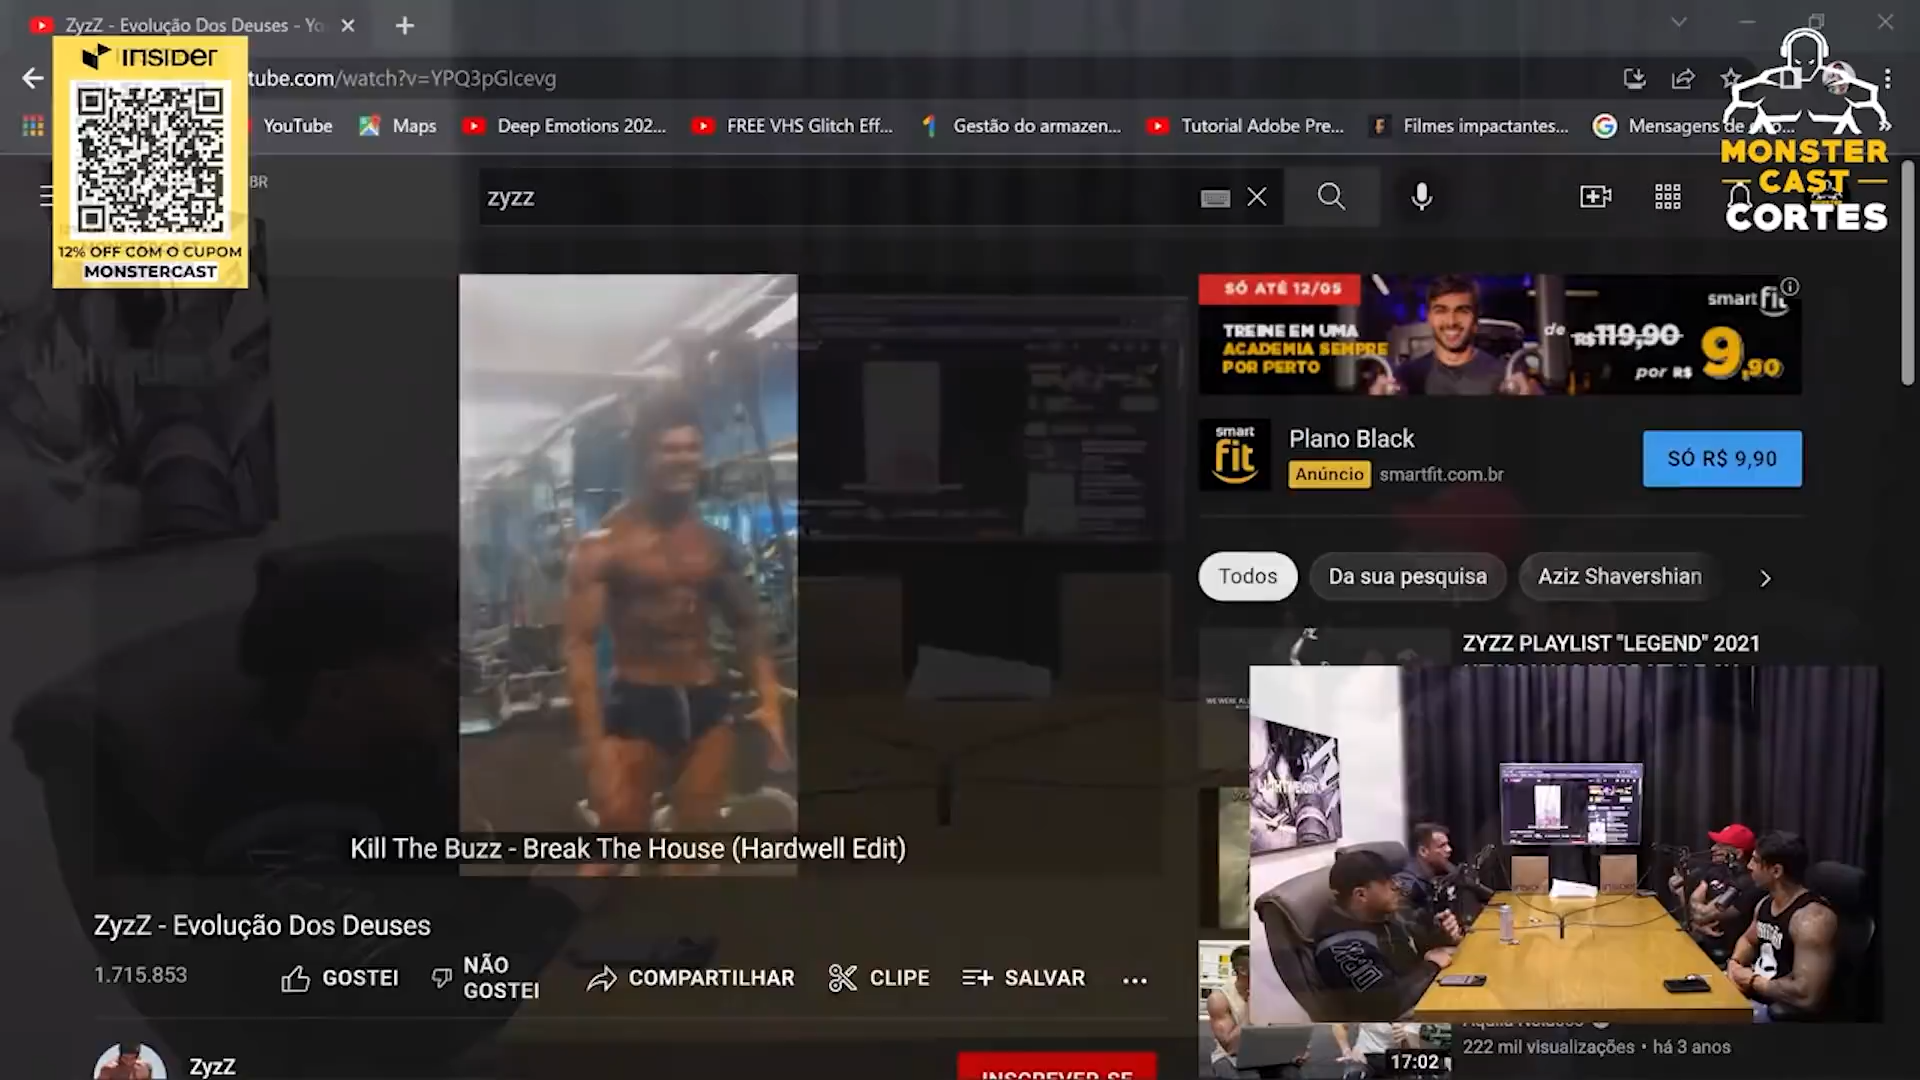 ZyzZ - Evolução Dos Deuses - Yo
INSIDER
tube.com/watch?v=YPQ3pGlcevg
YouTube
Maps
Deep Emotions 202...
FREE VHS Glitch Eff...
Gestão do armazen...
Tutorial Adobe Pre...
Filmes impactantes...
Mensagens de
MONSTER
CAST
CORTES
BR
zyzz
12% OFF COM O CUPOM
MONSTERCAST
SÓ ATÉ 12/05
TREINE EM UMA
ACADEMIA SEMPRE
POR PERTO
smart fit
de R$119,90
por R$ 9,90
smart
fit
Plano Black
Anúncio smartfit.com.br
SÓ R$ 9,90
Todos
Da sua pesquisa
Aziz Shavershian
ZYZZ PLAYLIST "LEGEND" 2021
Kill The Buzz - Break The House (Hardwell Edit)
ZyzZ - Evolução Dos Deuses
1.715.853
GOSTEI
NÃO
GOSTEI
COMPARTILHAR
CLIPE
SALVAR
222 mil visualizações • há 3 anos
17:02
ZyzZ
INSCREVER-SE